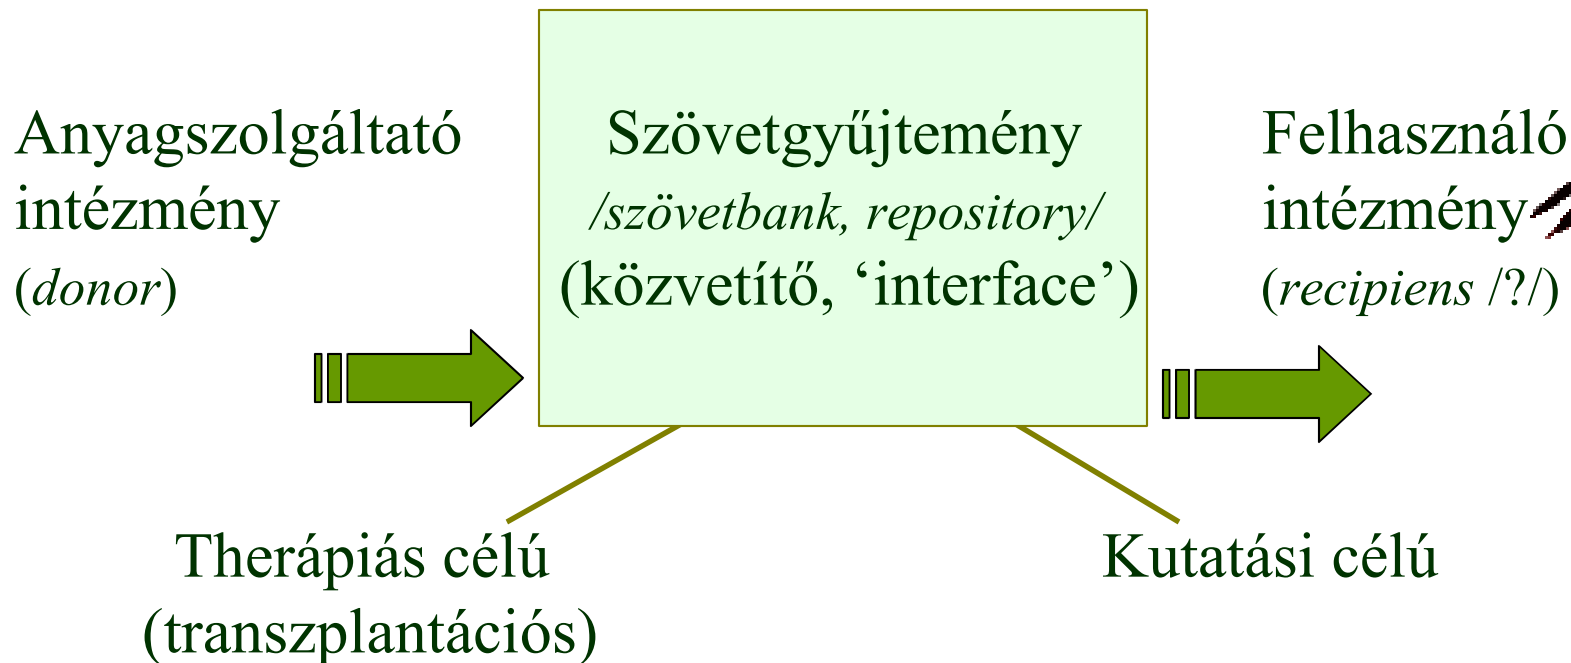 Anyagszolgáltató
intézmény
(donor)
Szövetgyűjtemény
/szövetbank, repository/
(közvetítő, ‘interface’)
Felhasználó
intézmény
(recipiens /?/)
Therápiás célú
(transzplantációs)
Kutatási célú